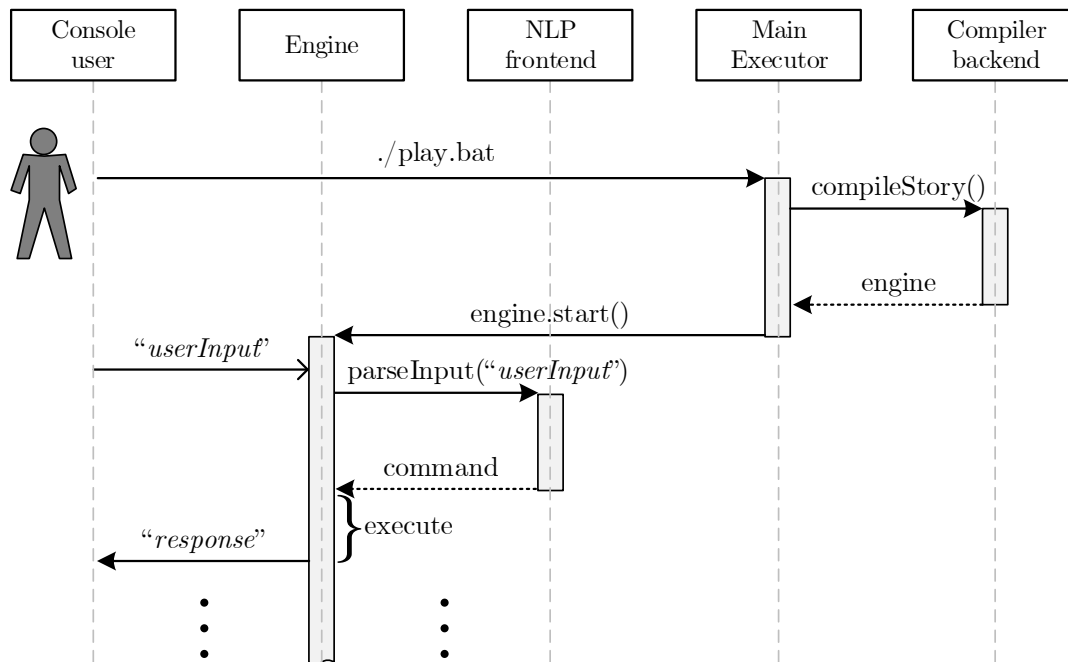 Console
user
Engine
NLP
frontend
Main
Executor
Compiler
backend
./play.bat
compileStory()
engine
engine.start()
“userInput”
parseInput(“userInput”)
command
execute
“response”